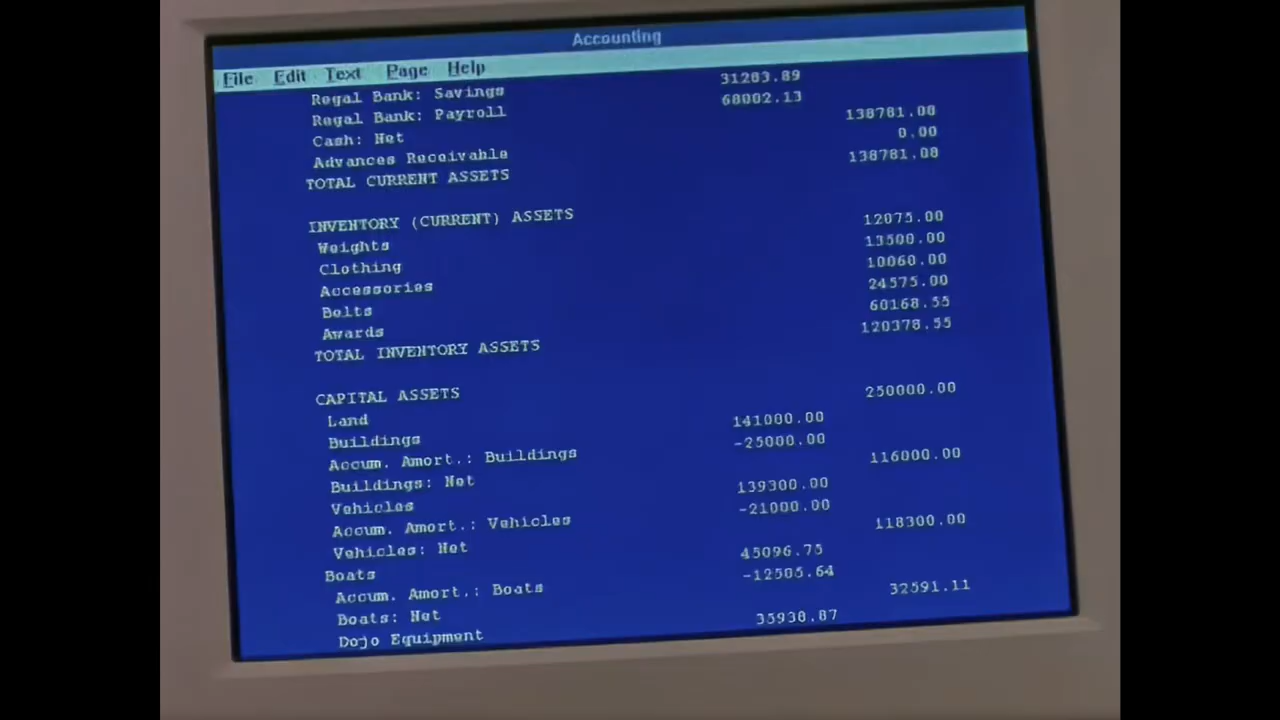 Accounting
File Edit Text Page Help
Regal Bank: Savings 31283.89
Regal Bank: Payroll 68002.13
Cash: Net 138781.08
Advances Receivable 0.00
TOTAL CURRENT ASSETS 138781.08
INVENTORY (CURRENT) ASSETS
Weights 12075.00
Clothing 13500.00
Accessories 10060.00
Belts 24575.00
Awards 60168.55
TOTAL INVENTORY ASSETS 120378.55
CAPITAL ASSETS
Land 250000.00
Buildings 141000.00
Accum. Amort.: Buildings -25000.00
Buildings: Net 116000.00
Vehicles 139300.00
Accum. Amort.: Vehicles -21000.00
Vehicles: Net 118300.00
Boats 45096.75
Accum. Amort.: Boats -12505.64
Boats: Net 32591.11
Dojo Equipment 35938.87